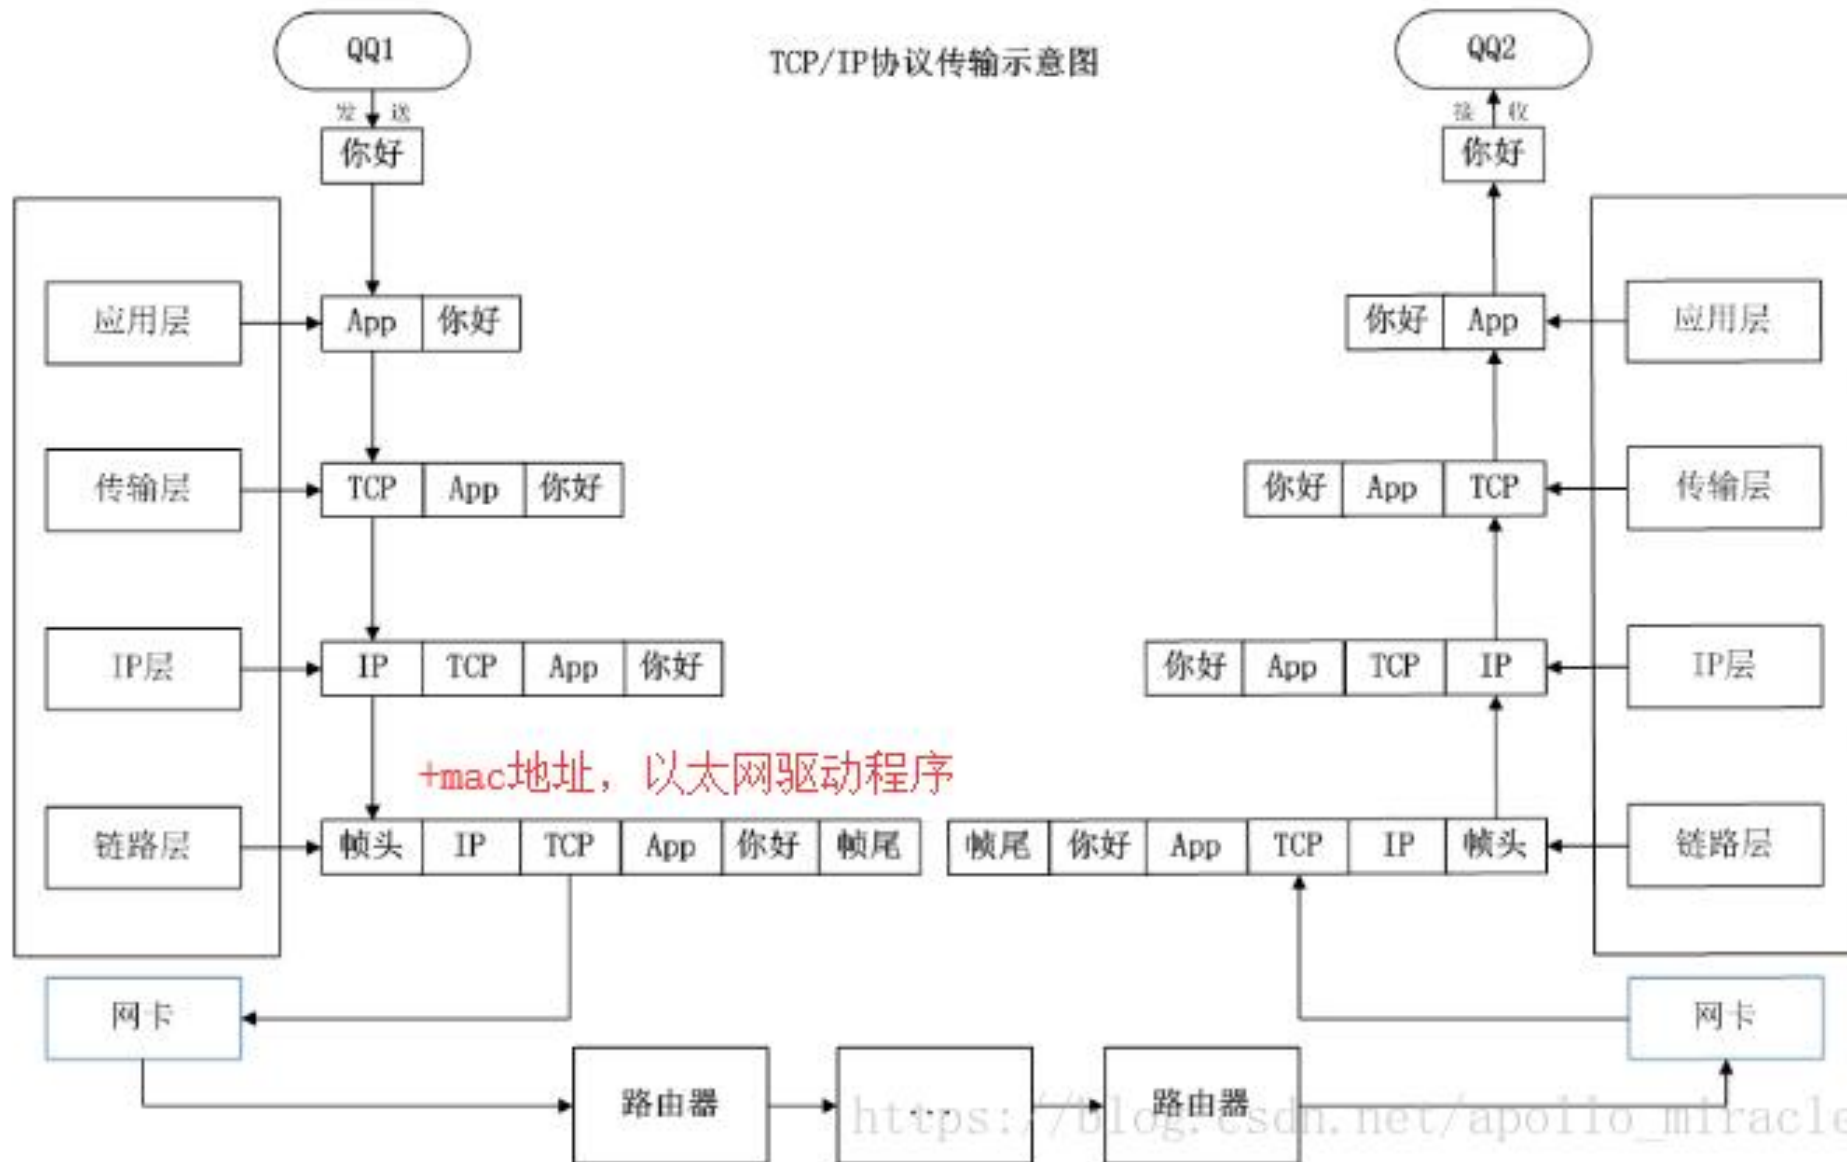 QQ1
TCP/IP协议传输示意图
QQ2
发 送
接 收
你好
你好
应用层
App 你好
你好 App
应用层
传输层
TCP App 你好
你好 App TCP
传输层
IP层
IP TCP App 你好
你好 App TCP IP
IP层
+mac地址, 以太网驱动程序
链路层
帧头 IP TCP App 你好 帧尾
帧尾 你好 App TCP IP 帧头
链路层
网卡
网卡
路由器
...
路由器
https://blog.csdn.net/apollo_miracle